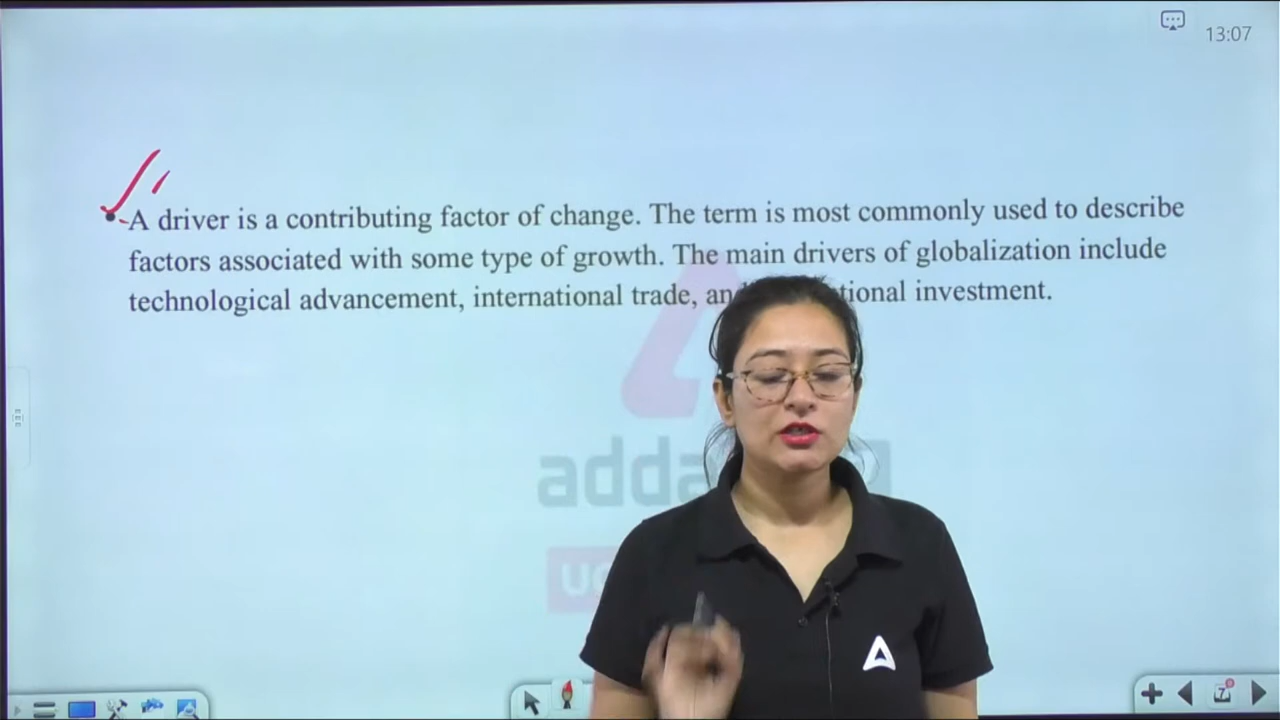 13:07
A driver is a contributing factor of change. The term is most commonly used to describe
factors associated with some type of growth. The main drivers of globalization include
technological advancement, international trade, an tional investment.
adda
7